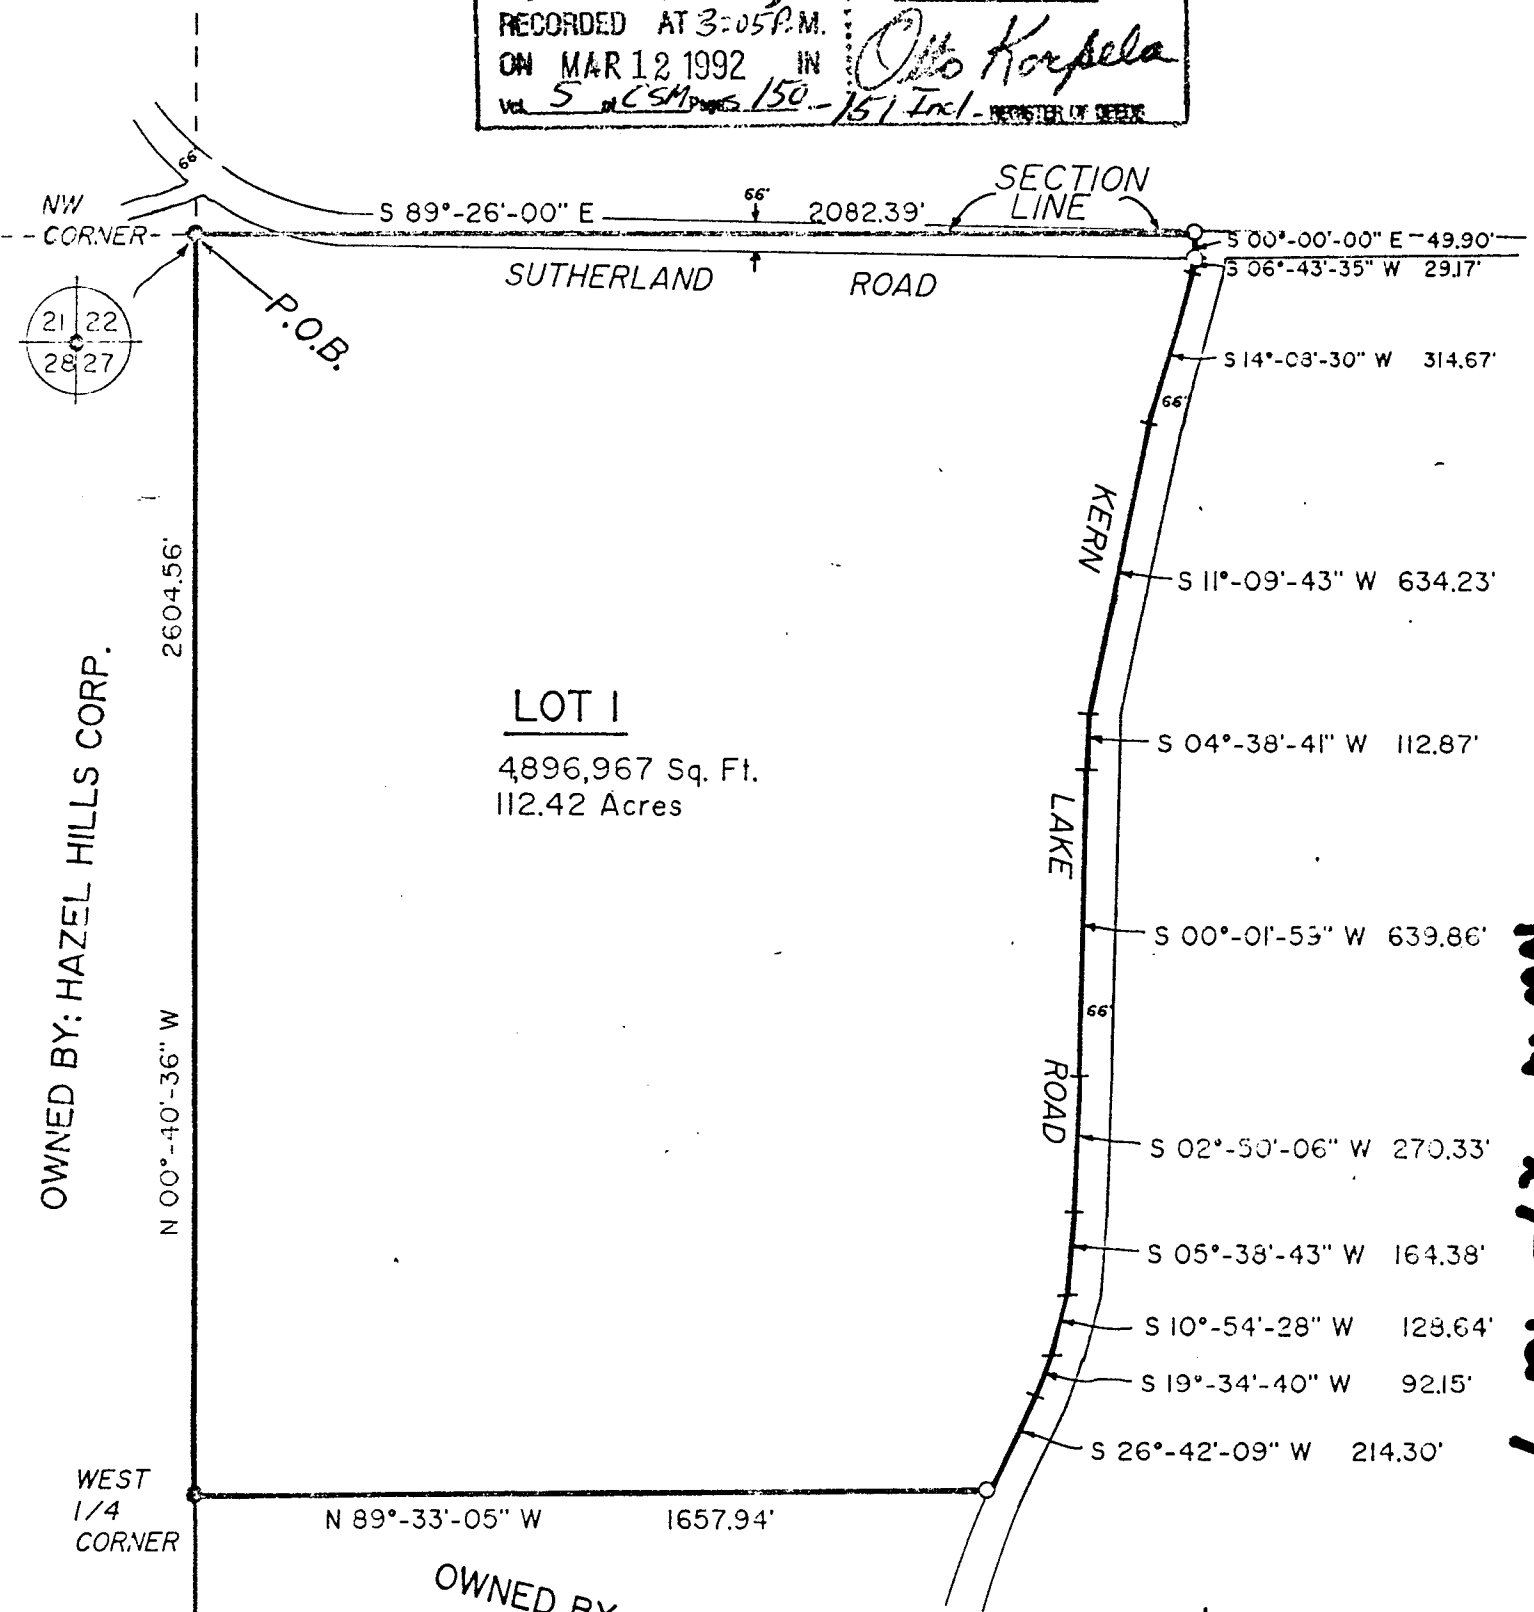 RECORDED AT 3:05 P.M.
ON MAR 12 1992 IN
Vol. 5 of CSM Pages 150-151 Incl-
Otto Korpela
REGISTER OF DEEDS
66'
NW
CORNER
S 89°-26'-00" E
66'
2082.39'
SECTION
LINE
S 00°-00'-00" E 49.90'
S 06°-43'-35" W 29.17'
SUTHERLAND ROAD
P.O.B.
21 22
28 27
S 14°-08'-30" W 314.67'
66'
KERN
S 11°-09'-43" W 634.23'
2604.56'
OWNED BY: HAZEL HILLS CORP.
LOT 1
4,896,967 Sq. Ft.
112.42 Acres
S 04°-38'-41" W 112.87'
LAKE
S 00°-01'-59" W 639.86'
66'
N 00°-40'-36" W
ROAD
S 02°-50'-06" W 270.33'
S 05°-38'-43" W 164.38'
S 10°-54'-28" W 128.64'
S 19°-34'-40" W 92.15'
S 26°-42'-09" W 214.30'
WEST
1/4
CORNER
N 89°-33'-05" W 1657.94'
OWNED BY